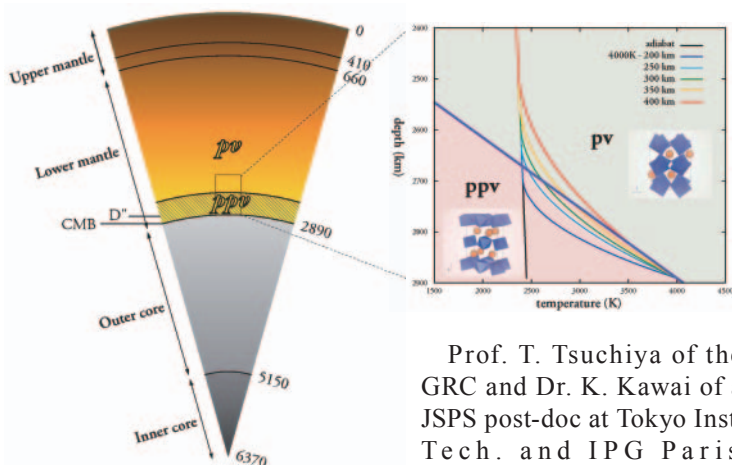 0
410
660
Upper mantle
Lower mantle
pv
ppv
D"
CMB
2890
Outer core
5150
Inner core
6370
adiabat
4000K - 200 km
250 km
300 km
350 km
400 km
pv
ppv
depth (km)
2400
2500
2600
2700
2800
2900
1500
2000
2500
3000
3500
4000
4500
temperature (K)
Prof. T. Tsuchiya of the
GRC and Dr. K. Kawai of a
JSPS post-doc at Tokyo Inst
Tech. and IPG Paris